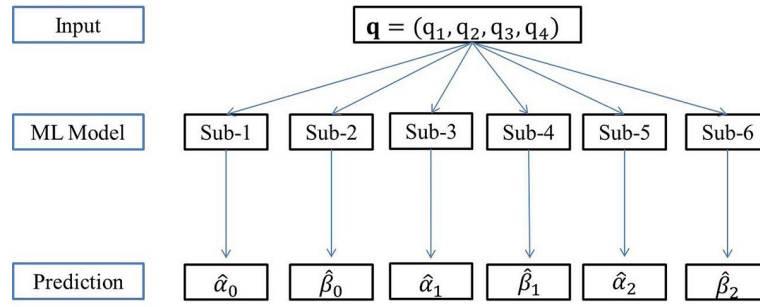 Input
q = (q₁, q₂, q₃, q₄)
ML Model
Sub-1
Sub-2
Sub-3
Sub-4
Sub-5
Sub-6
Prediction
α̂₀
β̂₀
α̂₁
β̂₁
α̂₂
β̂₂